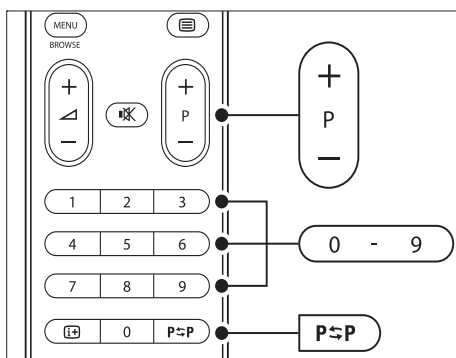 MENU
BROWSE
+ +
P
- -
+
P
-
1 2 3
4 5 6
0 - 9
7 8 9
i+ 0 P⇆P
P⇆P